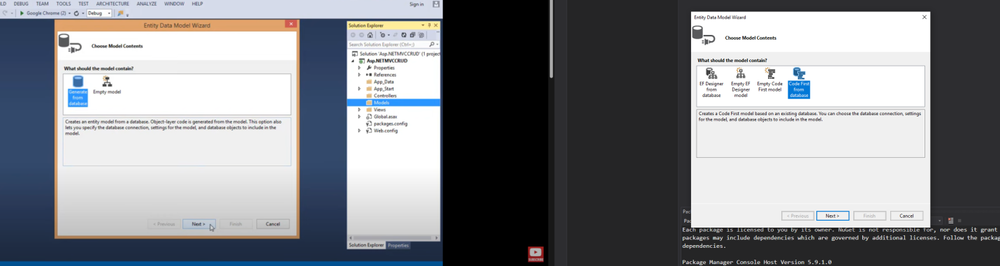 DEBUG TEAM TOOLS TEST ARCHITECTURE ANALYZE WINDOW HELP
Sign in
Google Chrome (2)
Debug
Entity Data Model Wizard
Choose Model Contents
What should the model contain?
Generate from database
Empty model
Creates an entity model from a database. Object-layer code is generated from the model. This option also
lets you specify the database connection, settings for the model, and database objects to include in the
model.
< Previous
Next >
Finish
Cancel
Solution Explorer
Search Solution Explorer (Ctrl+;)
Solution 'Asp.NETMVCCRUD' (1 project
Asp.NETMVCCRUD
Properties
References
App_Data
App_Start
Controllers
Models
Views
Global.asax
packages.config
Web.config
Solution Explorer Properties
SUBSCRIBE
Entity Data Model Wizard
Choose Model Contents
What should the model contain?
EF Designer from database
Empty EF Designer model
Empty Code First model
Code First from database
Creates a Code First model based on an existing database. You can choose the database connection, settings
for the model, and database objects to include in the model.
< Previous
Next >
Finish
Cancel
Each package is licensed to you by its owner. NuGet is not responsible for, nor does it grant
packages may include dependencies which are governed by additional licenses. Follow the packag
dependencies.
Package Manager Console Host Version 5.9.1.0